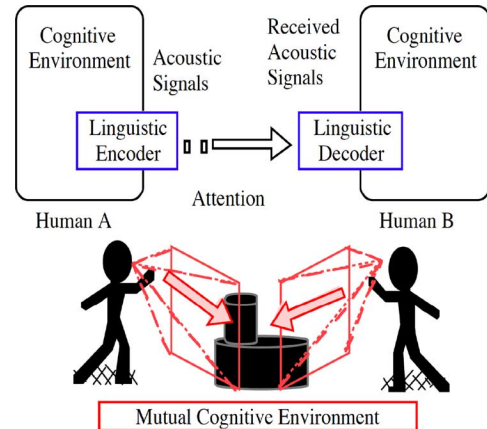 Cognitive
Environment
Acoustic
Signals
Received
Acoustic
Signals
Cognitive
Environment
Linguistic
Encoder
Linguistic
Decoder
Attention
Human A
Human B
Mutual Cognitive Environment